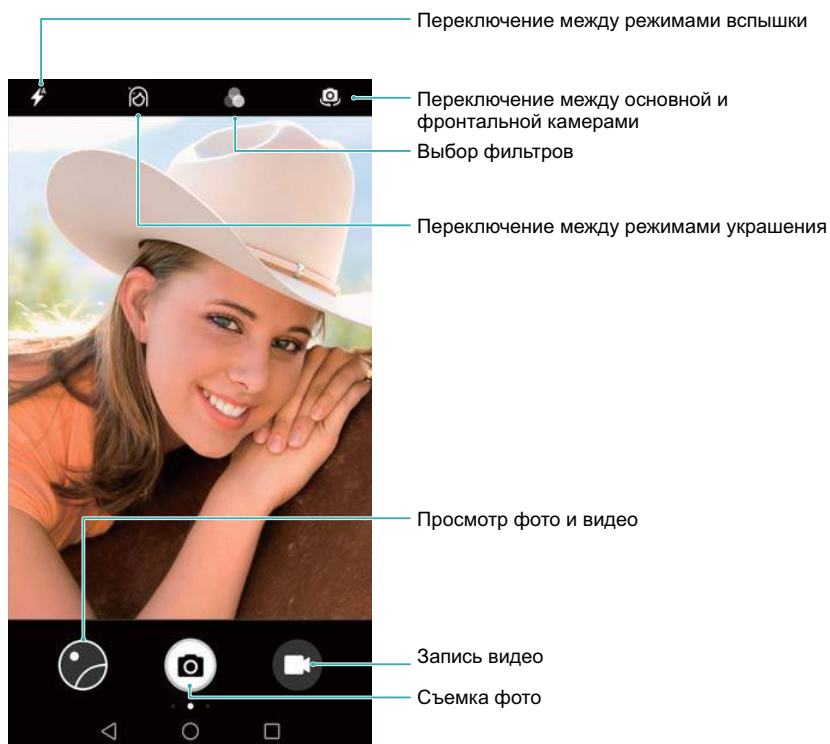 Переключение между режимами вспышки
Переключение между основной и
фронтальной камерами
Выбор фильтров
Переключение между режимами украшения
Просмотр фото и видео
Запись видео
Съемка фото